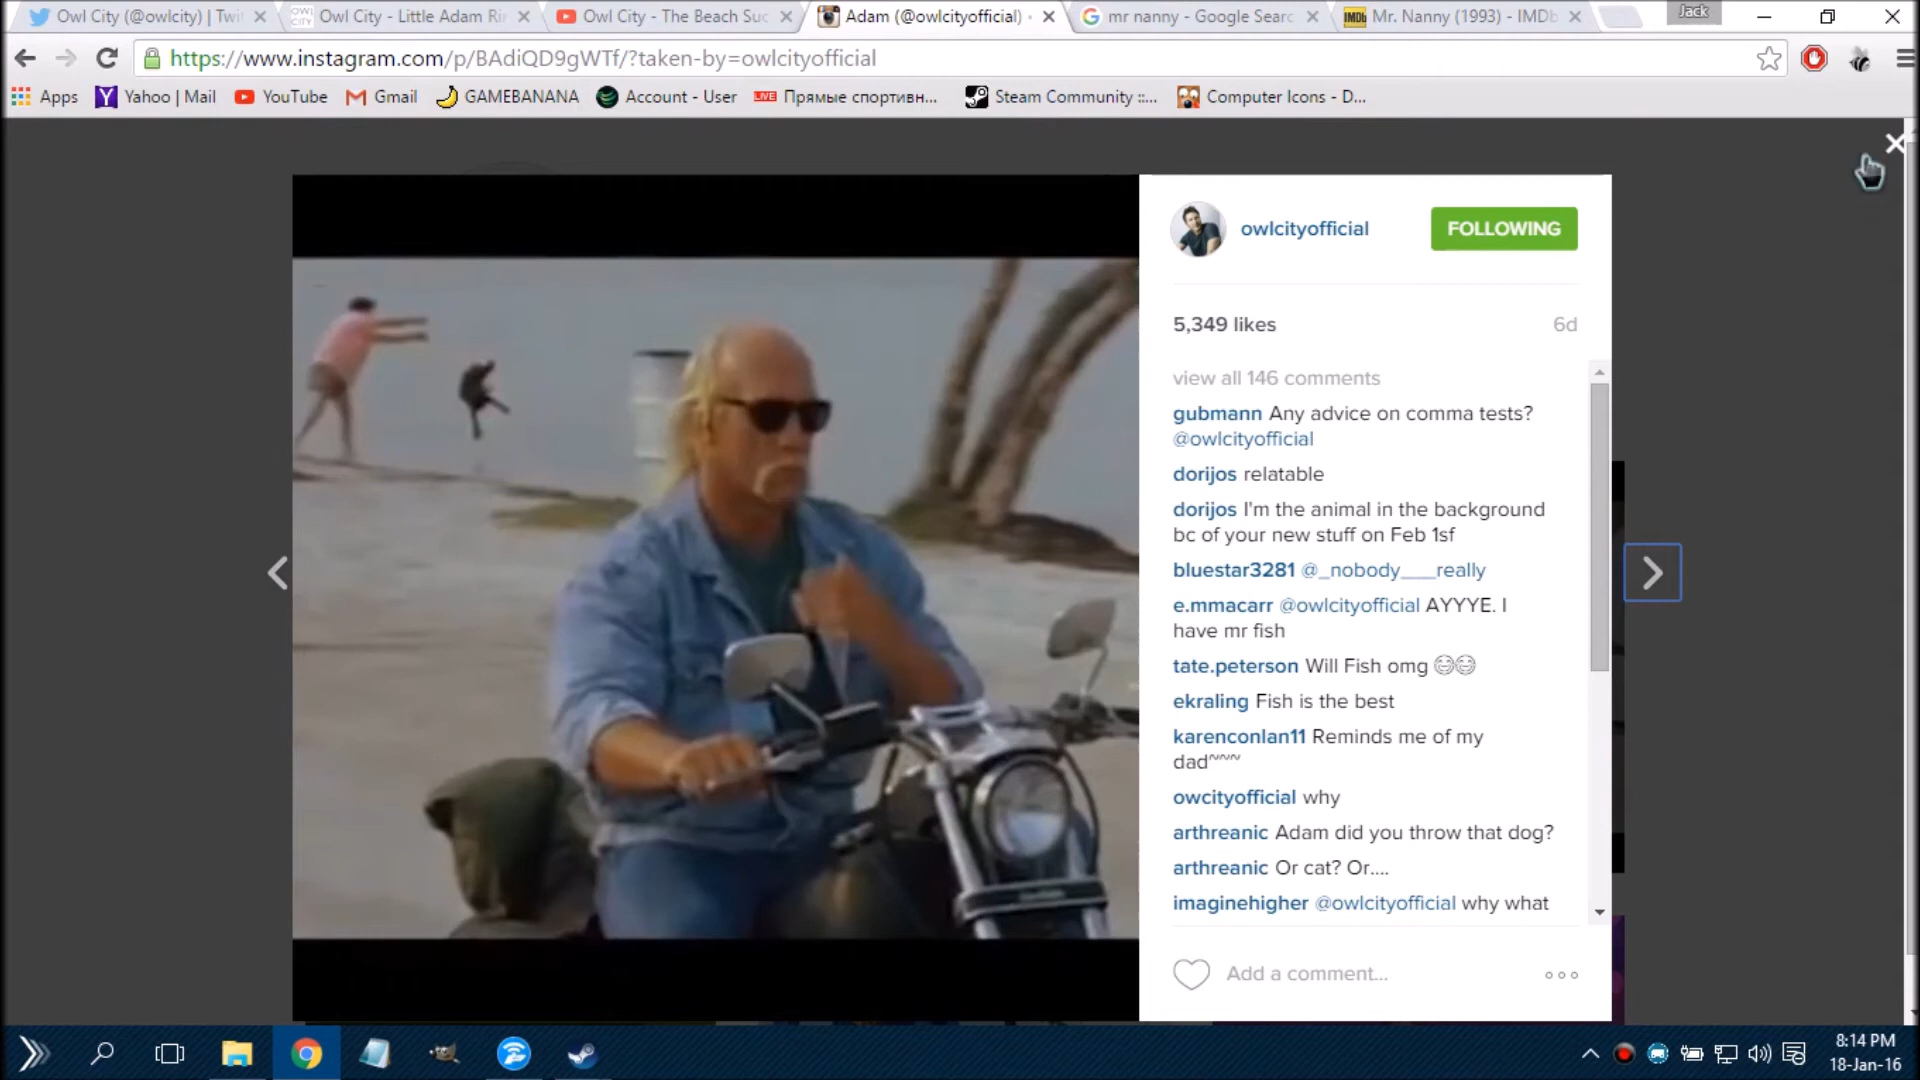 Owl City (@owlcity) | Twi
Owl City - Little Adam Rin
Owl City - The Beach Suc
Adam (@owlcityofficial)
mr nanny - Google Searc
Mr. Nanny (1993) - IMDb
Jack
https://www.instagram.com/p/BAdiQD9gWTf/?taken-by=owlcityofficial
Apps
Yahoo | Mail
YouTube
Gmail
GAMEBANANA
Account - User
LIVE Прямые спортивн...
Steam Community ::...
Computer Icons - D...
owlcityofficial
FOLLOWING
5,349 likes
6d
view all 146 comments
gubmann Any advice on comma tests?
@owlcityofficial
dorijos relatable
dorijos I'm the animal in the background
bc of your new stuff on Feb 1sf
bluestar3281 @_nobody___really
e.mmacarr @owlcityofficial AYYYE. I
have mr fish
tate.peterson Will Fish omg 😂😂
ekraling Fish is the best
karenconlan11 Reminds me of my
dad~~~
owcityofficial why
arthreanic Adam did you throw that dog?
arthreanic Or cat? Or....
imaginehigher @owlcityofficial why what
Add a comment...
8:14 PM
18-Jan-16